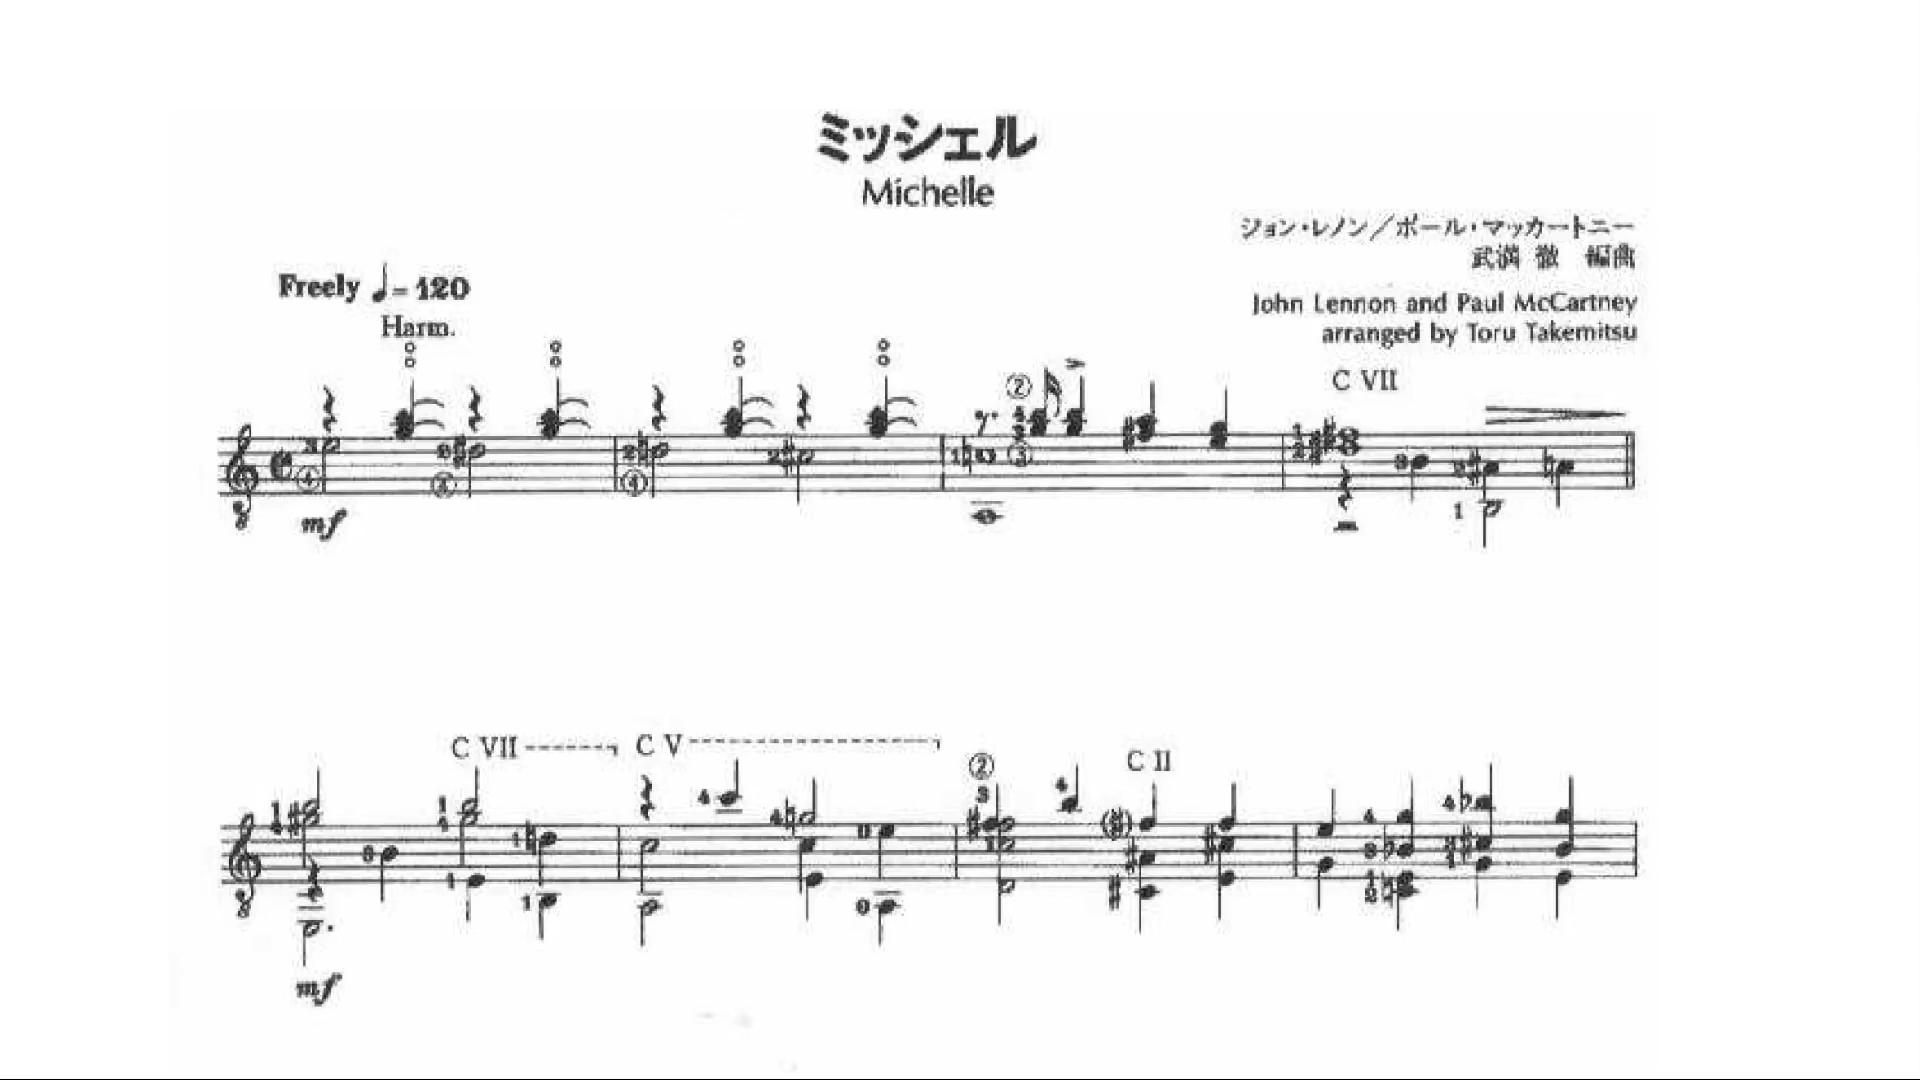 ミッシェル
Michelle
ジョン・レノン/ポール・マッカートニー
武満 徹 編曲
John Lennon and Paul McCartney
arranged by Toru Takemitsu
Freely ♩= 120
Harm.
C VII
mf
C VII
C V
C II
mf